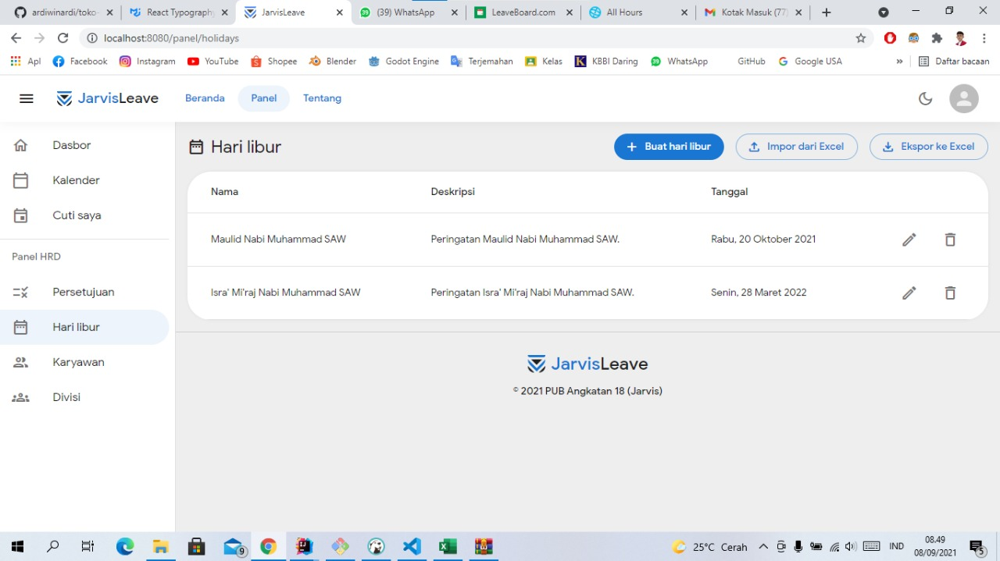 ardiwinardi/toko-
React Typography
JarvisLeave
(39) WhatsApp
LeaveBoard.com
All Hours
Kotak Masuk (77)
localhost:8080/panel/holidays
Apl
Facebook
Instagram
YouTube
Shopee
Blender
Godot Engine
Terjemahan
Kelas
KBBI Daring
39
WhatsApp
GitHub
Google USA
»
Daftar bacaan
JarvisLeave
Beranda
Panel
Tentang
Dasbor
Kalender
Cuti saya
Panel HRD
Persetujuan
Hari libur
Karyawan
Divisi
Hari libur
+ Buat hari libur
Impor dari Excel
Ekspor ke Excel
Nama Deskripsi Tanggal
Maulid Nabi Muhammad SAW Peringatan Maulid Nabi Muhammad SAW. Rabu, 20 Oktober 2021
Isra' Mi'raj Nabi Muhammad SAW Peringatan Isra' Mi'raj Nabi Muhammad SAW. Senin, 28 Maret 2022
JarvisLeave
© 2021 PUB Angkatan 18 (Jarvis)
9
25°C Cerah
IND
08.49
08/09/2021
5